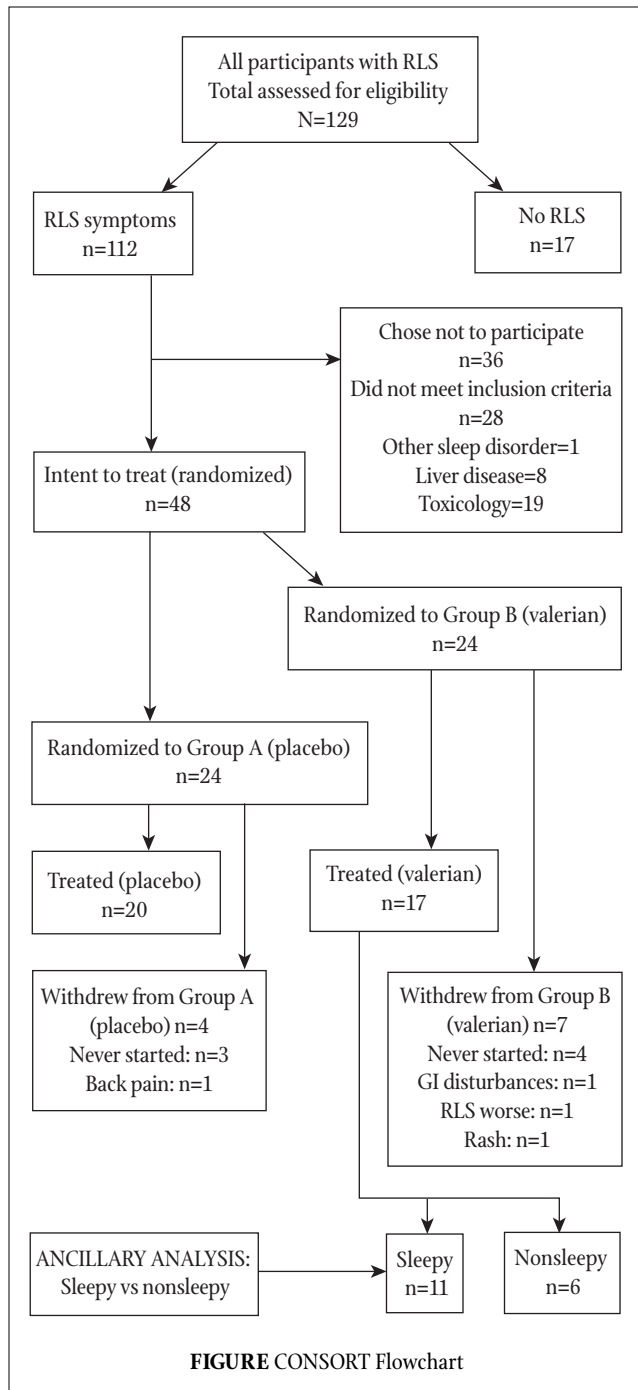 All participants with RLS
Total assessed for eligibility
N=129
RLS symptoms
n=112
No RLS
n=17
Chose not to participate
n=36
Did not meet inclusion criteria
n=28
Other sleep disorder=1
Liver disease=8
Toxicology=19
Intent to treat (randomized)
n=48
Randomized to Group B (valerian)
n=24
Randomized to Group A (placebo)
n=24
Treated (placebo)
n=20
Treated (valerian)
n=17
Withdrew from Group A
(placebo) n=4
Never started: n=3
Back pain: n=1
Withdrew from Group B
(valerian) n=7
Never started: n=4
GI disturbances: n=1
RLS worse: n=1
Rash: n=1
ANCILLARY ANALYSIS:
Sleepy vs nonsleepy
Sleepy
n=11
Nonsleepy
n=6
FIGURE CONSORT Flowchart